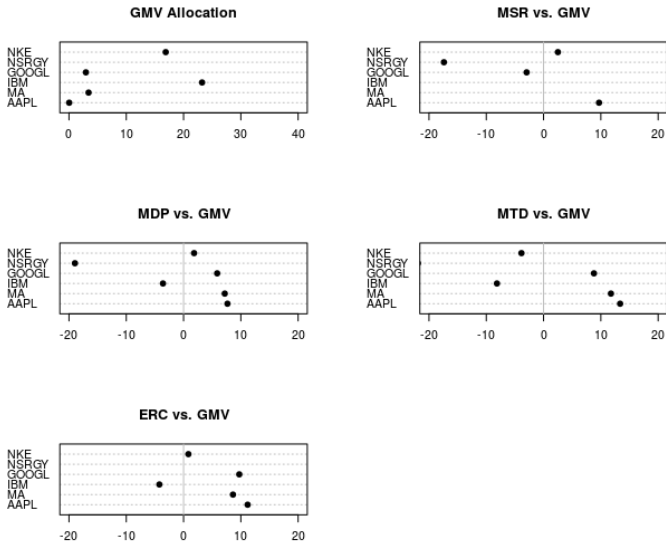 GMV Allocation
NKE
NSRGY
GOOGL
IBM
MA
AAPL
0 10 20 30 40
MSR vs. GMV
NKE
NSRGY
GOOGL
IBM
MA
AAPL
-20 -10 0 10 20
MDP vs. GMV
NKE
NSRGY
GOOGL
IBM
MA
AAPL
-20 -10 0 10 20
MTD vs. GMV
NKE
NSRGY
GOOGL
IBM
MA
AAPL
-20 -10 0 10 20
ERC vs. GMV
NKE
NSRGY
GOOGL
IBM
MA
AAPL
-20 -10 0 10 20